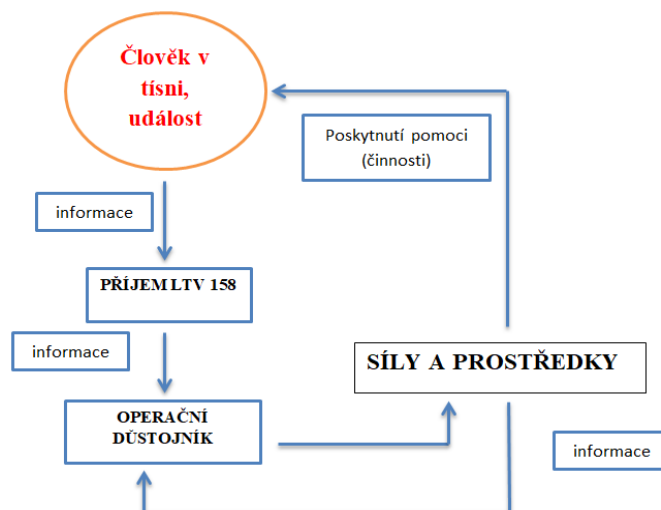 Člověk v
tísni,
událost
Poskytnutí pomoci
(činnosti)
informace
PŘÍJEM LTV 158
informace
SÍLY A PROSTŘEDKY
OPERAČNÍ
DŮSTOJNÍK
informace